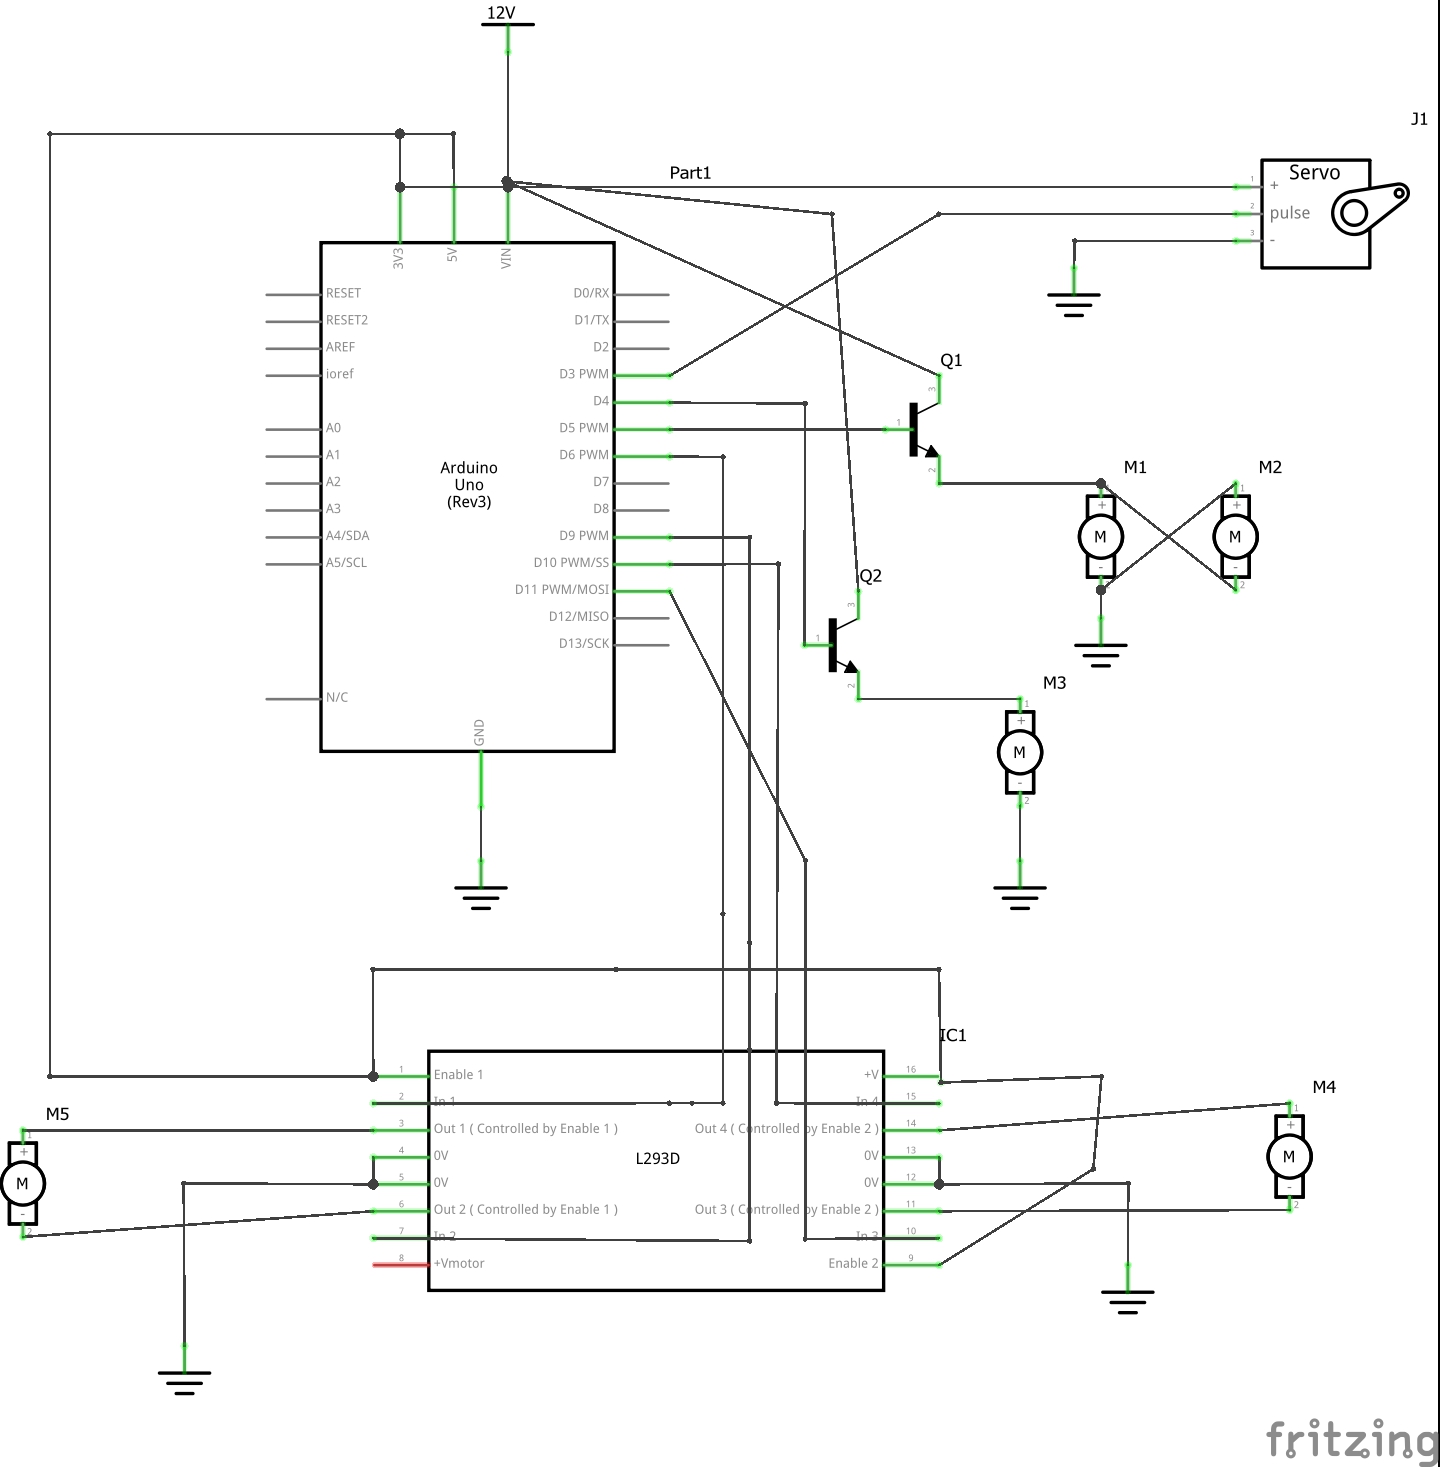 12V
J1
Part1
Servo
1 +
2 pulse
3 -
3V3
5V
VIN
RESET
RESET2
AREF
ioref
A0
A1
A2
A3
A4/SDA
A5/SCL
N/C
Arduino
Uno
(Rev3)
D0/RX
D1/TX
D2
D3 PWM
D4
D5 PWM
D6 PWM
D7
D8
D9 PWM
D10 PWM/SS
D11 PWM/MOSI
D12/MISO
D13/SCK
GND
Q1
3
1
2
M1
+
M
-
M2
1
+
M
-
2
Q2
3
1
2
M3
1
+
M
-
2
IC1
1 Enable 1
2 In 1
3 Out 1 ( Controlled by Enable 1 )
4 0V
5 0V
6 Out 2 ( Controlled by Enable 1 )
7 In 2
8 +Vmotor
L293D
+V 16
In 4 15
Out 4 ( Controlled by Enable 2 ) 14
0V 13
0V 12
Out 3 ( Controlled by Enable 2 ) 11
In 3 10
Enable 2 9
M5
1
+
M
-
2
M4
1
+
M
-
2
fritzing